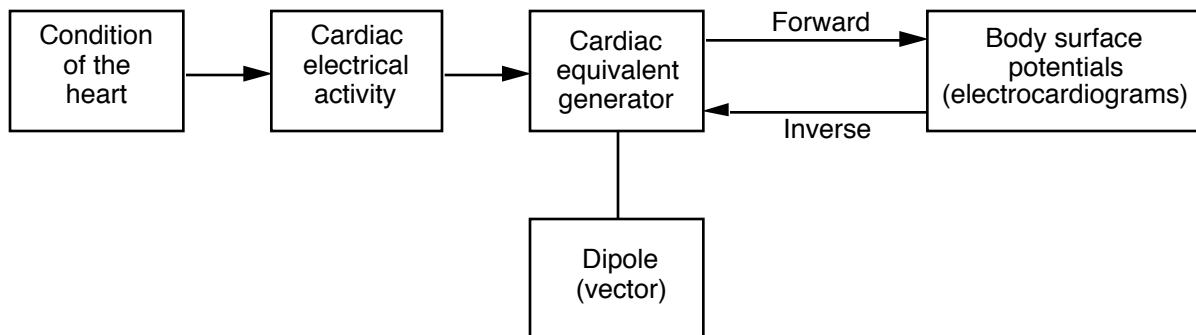 Condition
of the
heart
Cardiac
electrical
activity
Cardiac
equivalent
generator
Forward
Inverse
Body surface
potentials
(electrocardiograms)
Dipole
(vector)